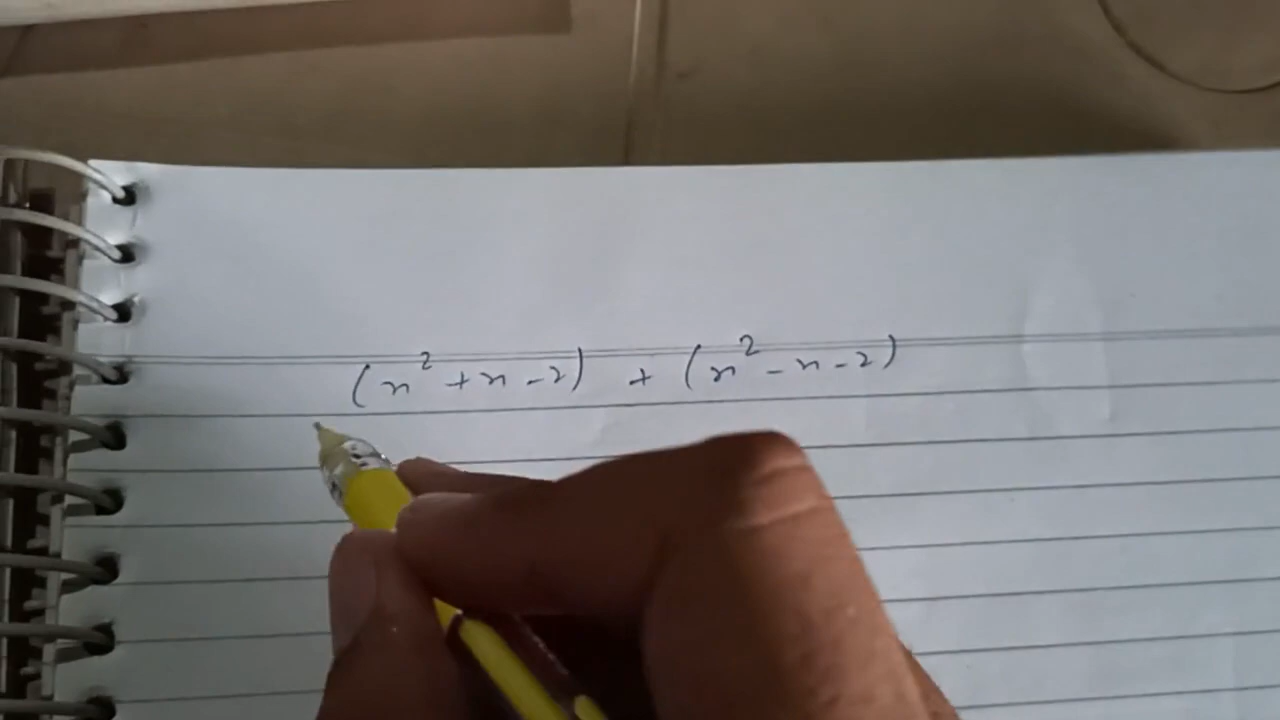 (x² + x - 2) + (x² - x - 2)